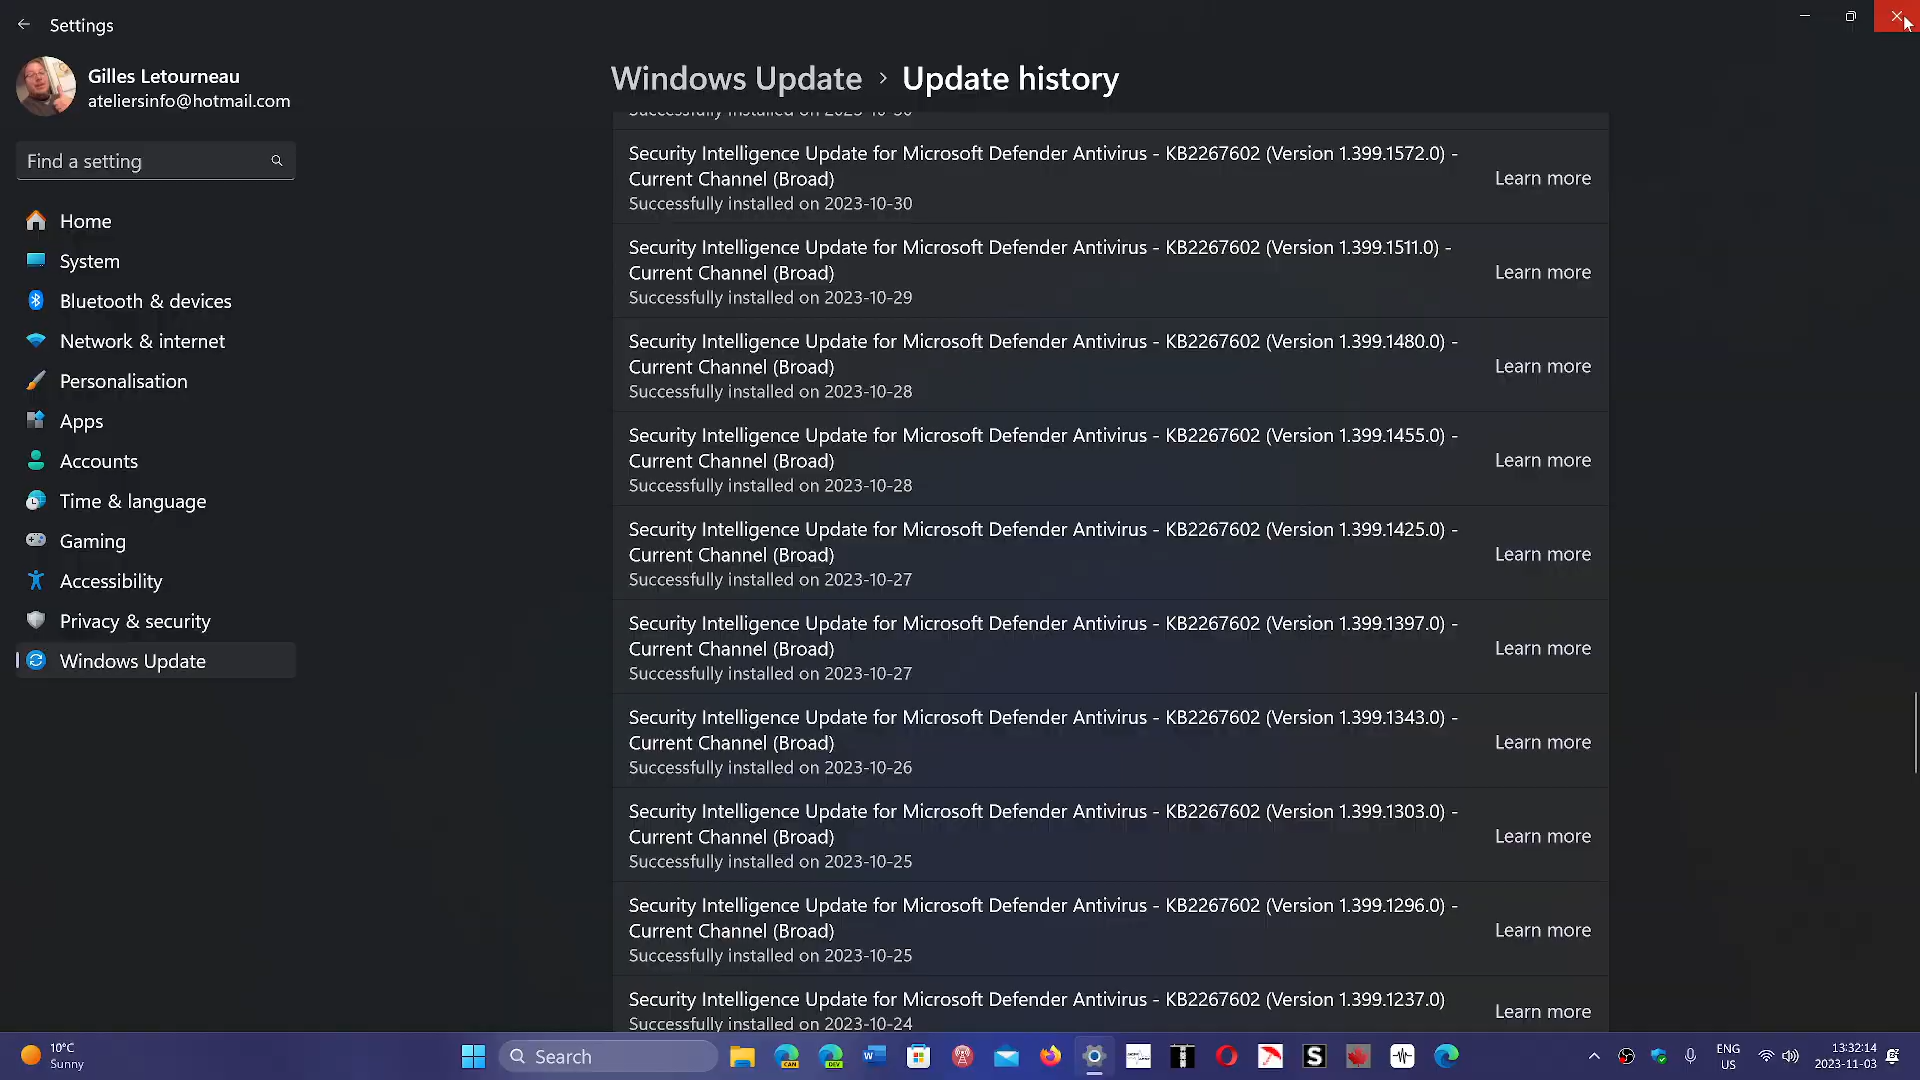 Settings
Gilles Letourneau
ateliersinfo@hotmail.com
Find a setting
Home
System
Bluetooth & devices
Network & internet
Personalisation
Apps
Accounts
Time & language
Gaming
Accessibility
Privacy & security
Windows Update
Windows Update > Update history
Successfully installed on 2023-10-30
Security Intelligence Update for Microsoft Defender Antivirus - KB2267602 (Version 1.399.1572.0) -
Current Channel (Broad)
Successfully installed on 2023-10-30
Learn more
Security Intelligence Update for Microsoft Defender Antivirus - KB2267602 (Version 1.399.1511.0) -
Current Channel (Broad)
Successfully installed on 2023-10-29
Learn more
Security Intelligence Update for Microsoft Defender Antivirus - KB2267602 (Version 1.399.1480.0) -
Current Channel (Broad)
Successfully installed on 2023-10-28
Learn more
Security Intelligence Update for Microsoft Defender Antivirus - KB2267602 (Version 1.399.1455.0) -
Current Channel (Broad)
Successfully installed on 2023-10-28
Learn more
Security Intelligence Update for Microsoft Defender Antivirus - KB2267602 (Version 1.399.1425.0) -
Current Channel (Broad)
Successfully installed on 2023-10-27
Learn more
Security Intelligence Update for Microsoft Defender Antivirus - KB2267602 (Version 1.399.1397.0) -
Current Channel (Broad)
Successfully installed on 2023-10-27
Learn more
Security Intelligence Update for Microsoft Defender Antivirus - KB2267602 (Version 1.399.1343.0) -
Current Channel (Broad)
Successfully installed on 2023-10-26
Learn more
Security Intelligence Update for Microsoft Defender Antivirus - KB2267602 (Version 1.399.1303.0) -
Current Channel (Broad)
Successfully installed on 2023-10-25
Learn more
Security Intelligence Update for Microsoft Defender Antivirus - KB2267602 (Version 1.399.1296.0) -
Current Channel (Broad)
Successfully installed on 2023-10-25
Learn more
Security Intelligence Update for Microsoft Defender Antivirus - KB2267602 (Version 1.399.1237.0)
Successfully installed on 2023-10-24
Learn more
10°C
Sunny
Search
CAN
DEV
S
ENG
US
13:32:14
2023-11-03